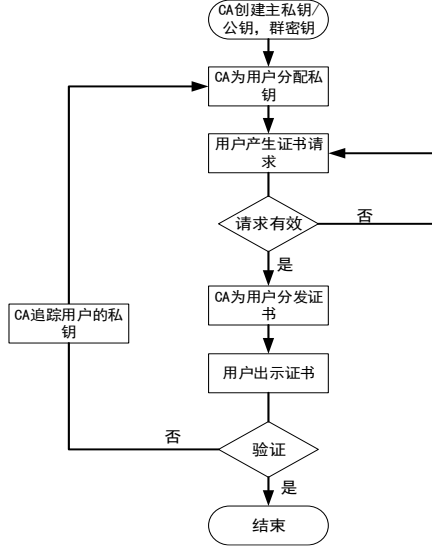 CA创建主私钥/
公钥，群密钥
CA为用户分配私
钥
用户产生证书请
求
请求有效
否
是
CA为用户分发证
书
CA追踪用户的私
钥
用户出示证书
否
验证
是
结束